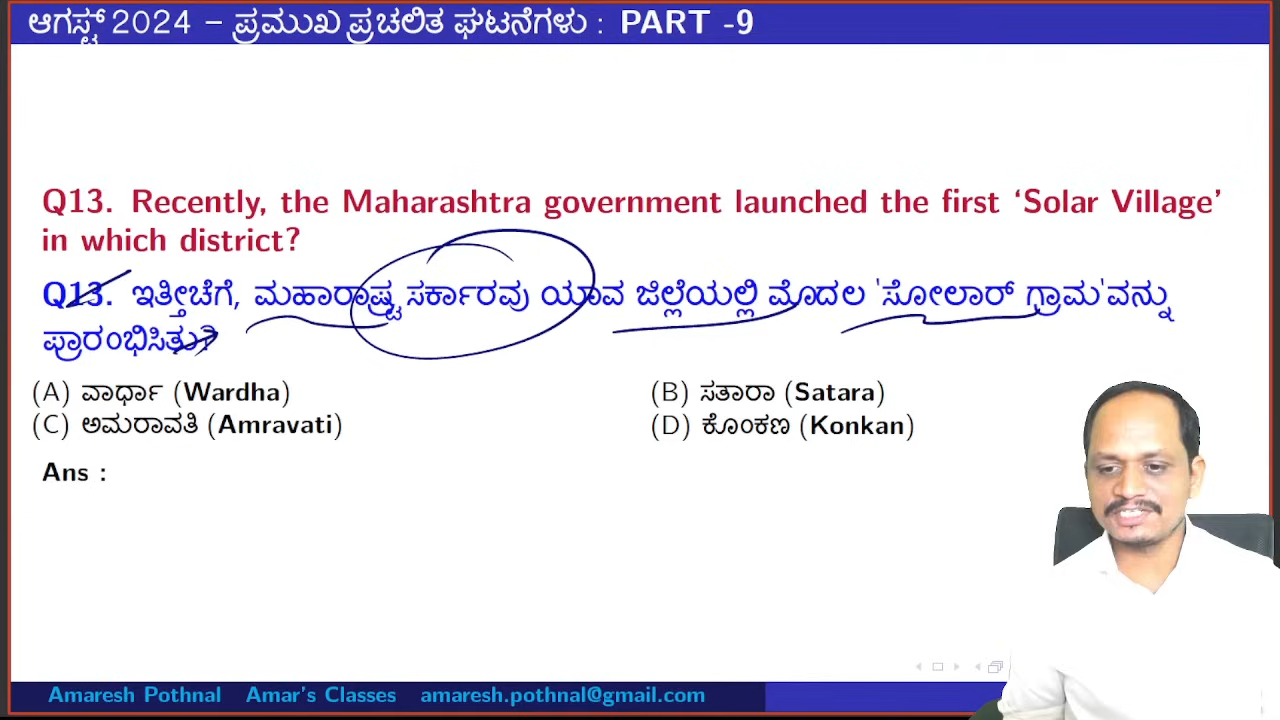 ಆಗಸ್ಟ್ 2024 – ಪ್ರಮುಖ ಪ್ರಚಲಿತ ಘಟನೆಗಳು : PART -9
Q13. Recently, the Maharashtra government launched the first ‘Solar Village’
in which district?
Q13. ಇತ್ತೀಚೆಗೆ, ಮಹಾರಾಷ್ಟ್ರ ಸರ್ಕಾರವು ಯಾವ ಜಿಲ್ಲೆಯಲ್ಲಿ ಮೊದಲ 'ಸೋಲಾರ್ ಗ್ರಾಮ'ವನ್ನು
ಪ್ರಾರಂಭಿಸಿತು?
(A) ವಾರ್ಧಾ (Wardha) (B) ಸತಾರಾ (Satara)
(C) ಅಮರಾವತಿ (Amravati) (D) ಕೊಂಕಣ (Konkan)
Ans :
Amaresh Pothnal Amar's Classes amaresh.pothnal@gmail.com